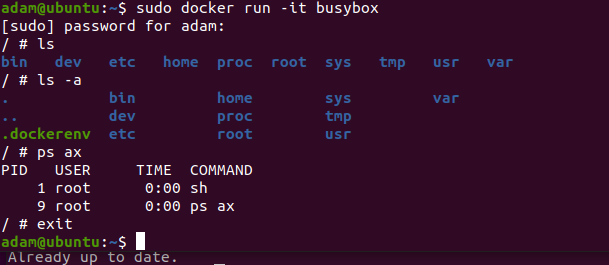 adam@ubuntu:~$ sudo docker run -it busybox
[sudo] password for adam:
/ # ls
bin dev etc home proc root sys tmp usr var
/ # ls -a
. bin home sys var
.. dev proc tmp
.dockerenv etc root usr
/ # ps ax
PID USER TIME COMMAND
1 root 0:00 sh
9 root 0:00 ps ax
/ # exit
adam@ubuntu:~$
Already up to date.